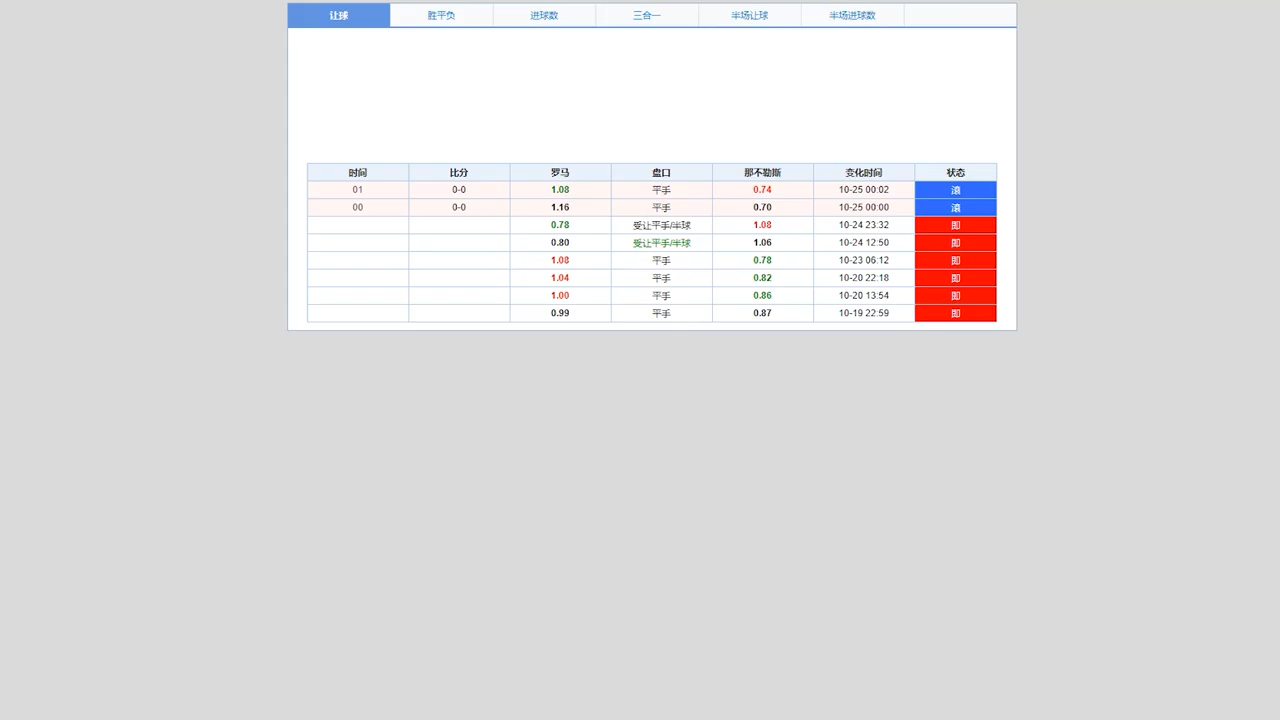 让球 胜平负 进球数 三合一 半场让球 半场进球数
时间 比分 罗马 盘口 那不勒斯 变化时间 状态
01 0-0 1.08 平手 0.74 10-25 00:02 滚
00 0-0 1.16 平手 0.70 10-25 00:00 滚
0.78 受让平手/半球 1.08 10-24 23:32 即
0.80 受让平手/半球 1.06 10-24 12:50 即
1.08 平手 0.78 10-23 06:12 即
1.04 平手 0.82 10-20 22:18 即
1.00 平手 0.86 10-20 13:54 即
0.99 平手 0.87 10-19 22:59 即